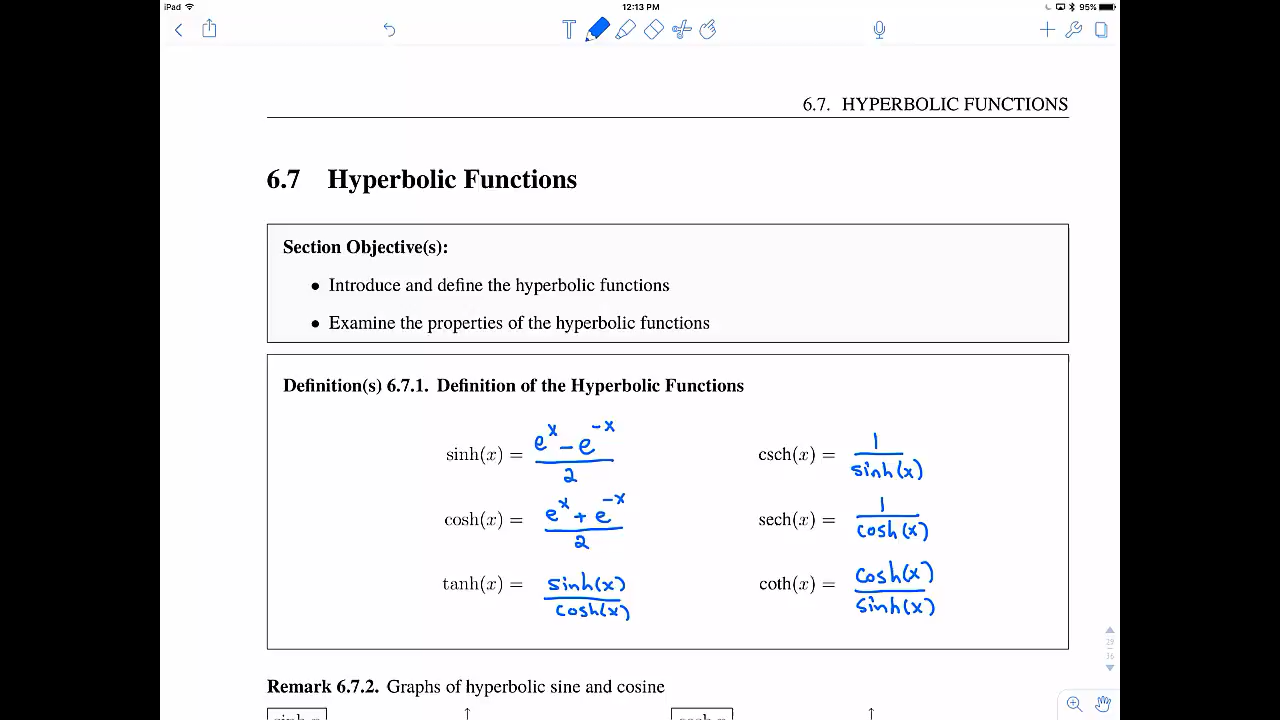 iPad 12:13 PM 95%
6.7. HYPERBOLIC FUNCTIONS
6.7 Hyperbolic Functions
Section Objective(s):
• Introduce and define the hyperbolic functions
• Examine the properties of the hyperbolic functions
Definition(s) 6.7.1. Definition of the Hyperbolic Functions
sinh(x) = (e^x - e^-x)/2 csch(x) = 1/sinh(x)
cosh(x) = (e^x + e^-x)/2 sech(x) = 1/cosh(x)
tanh(x) = sinh(x)/cosh(x) coth(x) = cosh(x)/sinh(x)
29
36
Remark 6.7.2. Graphs of hyperbolic sine and cosine